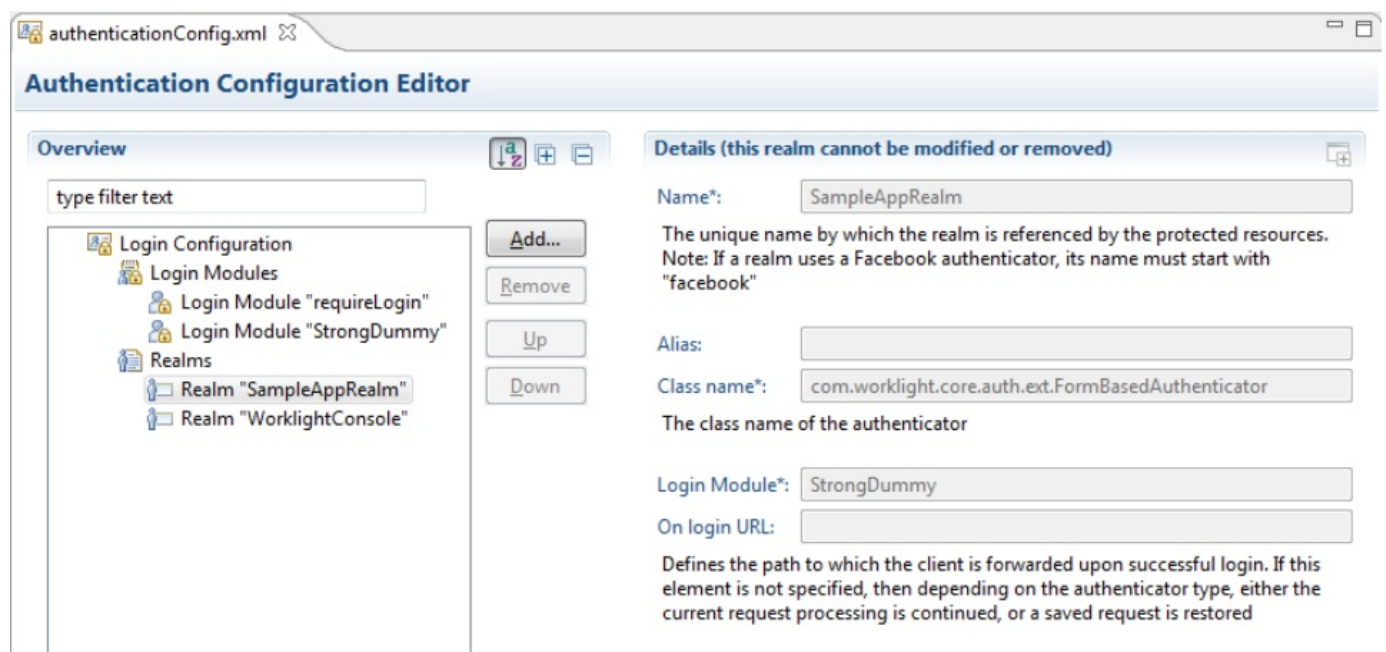 authenticationConfig.xml
Authentication Configuration Editor
Overview
type filter text
Login Configuration
Login Modules
Login Module "requireLogin"
Login Module "StrongDummy"
Realms
Realm "SampleAppRealm"
Realm "WorklightConsole"
Add...
Remove
Up
Down
Details (this realm cannot be modified or removed)
Name*: SampleAppRealm
The unique name by which the realm is referenced by the protected resources.
Note: If a realm uses a Facebook authenticator, its name must start with
"facebook"
Alias:
Class name*: com.worklight.core.auth.ext.FormBasedAuthenticator
The class name of the authenticator
Login Module*: StrongDummy
On login URL:
Defines the path to which the client is forwarded upon successful login. If this
element is not specified, then depending on the authenticator type, either the
current request processing is continued, or a saved request is restored